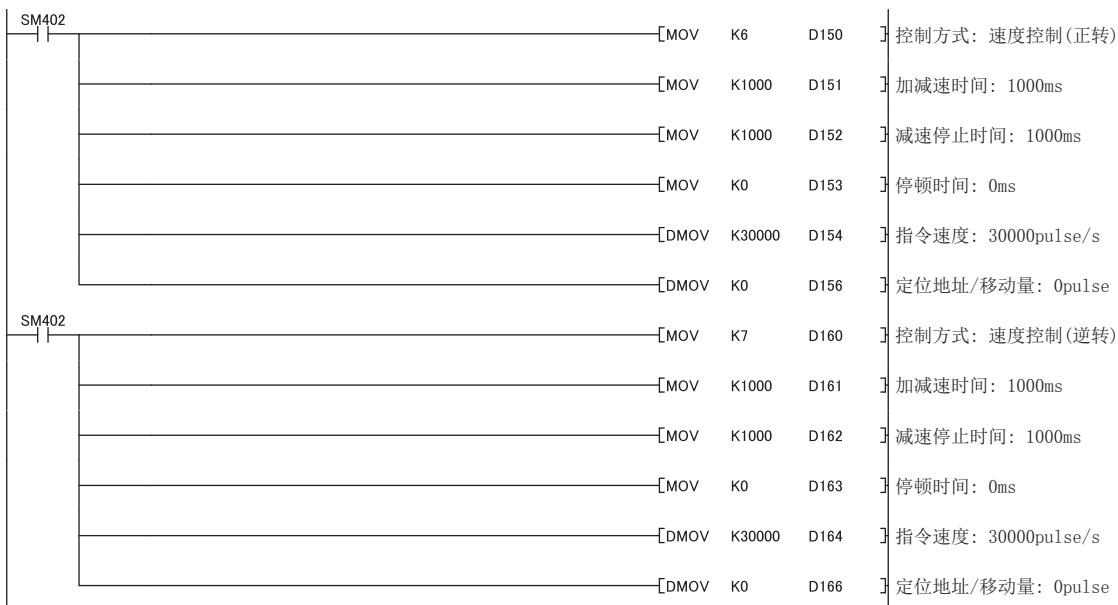 SM402
[MOV K6 D150 ] 控制方式: 速度控制(正转)
[MOV K1000 D151 ] 加减速时间: 1000ms
[MOV K1000 D152 ] 减速停止时间: 1000ms
[MOV K0 D153 ] 停顿时间: 0ms
[DMOV K30000 D154 ] 指令速度: 30000pulse/s
[DMOV K0 D156 ] 定位地址/移动量: 0pulse
SM402
[MOV K7 D160 ] 控制方式: 速度控制(逆转)
[MOV K1000 D161 ] 加减速时间: 1000ms
[MOV K1000 D162 ] 减速停止时间: 1000ms
[MOV K0 D163 ] 停顿时间: 0ms
[DMOV K30000 D164 ] 指令速度: 30000pulse/s
[DMOV K0 D166 ] 定位地址/移动量: 0pulse